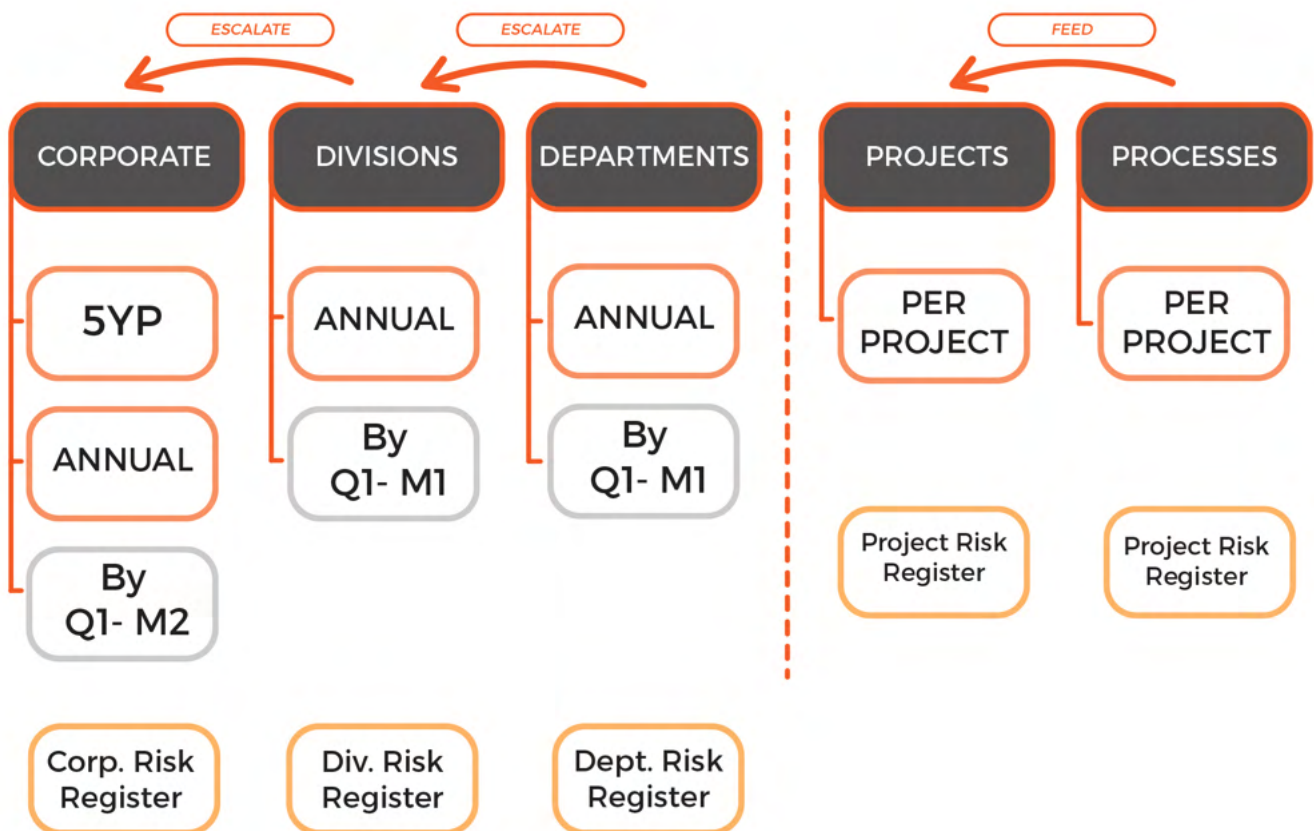 ESCALATE
ESCALATE
FEED
CORPORATE
DIVISIONS
DEPARTMENTS
PROJECTS
PROCESSES
5YP
ANNUAL
ANNUAL
PER
PROJECT
PER
PROJECT
ANNUAL
By
Q1- M1
By
Q1- M1
By
Q1- M2
Project Risk
Register
Project Risk
Register
Corp. Risk
Register
Div. Risk
Register
Dept. Risk
Register